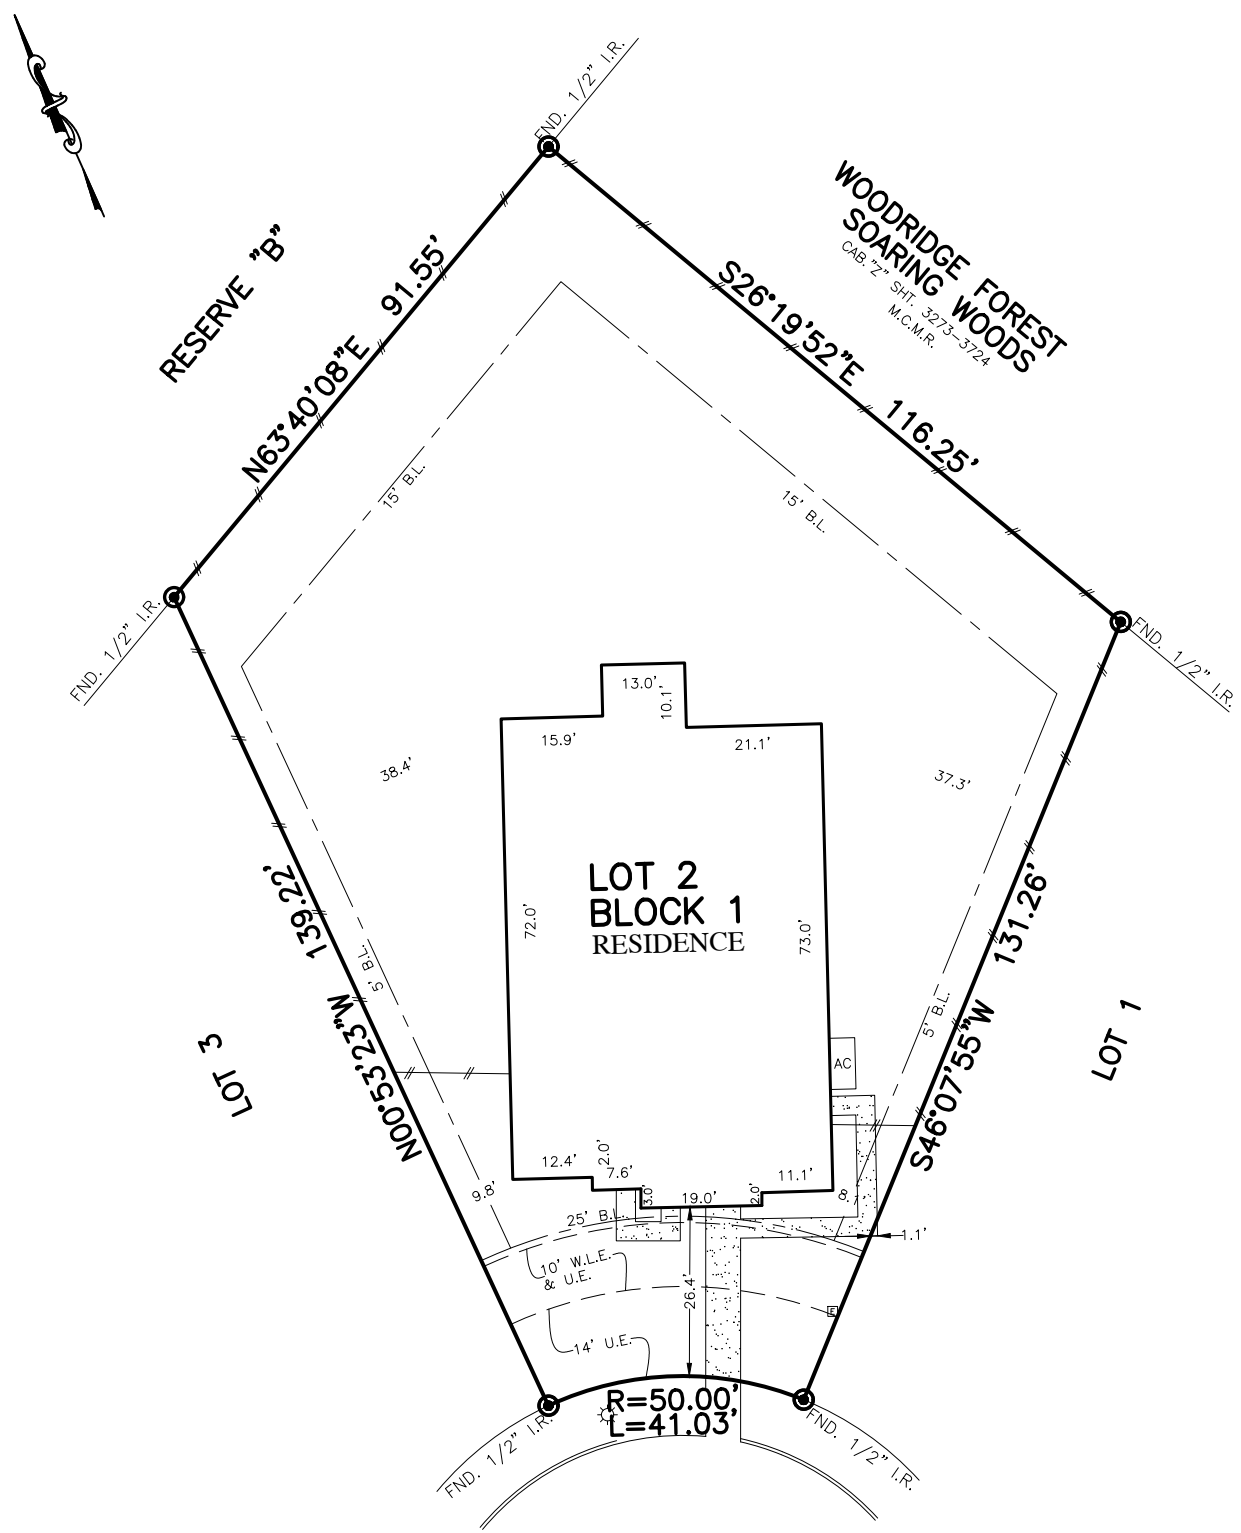 FND. 1/2" I.R.
WOODRIDGE FOREST
SOARING WOODS
CAB. "Z" SHT. 3273-3724
M.C.M.R.
RESERVE "B"
N63°40'08"E 91.55'
S26°19'52"E 116.25'
15' B.L.
15' B.L.
FND. 1/2" I.R.
FND. 1/2" I.R.
13.0'
10.1'
15.9'
21.1'
38.4'
37.3'
LOT 2
BLOCK 1
RESIDENCE
72.0'
73.0'
139.22'
N00°53'23"W
131.26'
S46°07'55"W
5' B.L.
5' B.L.
LOT 3
LOT 1
AC
12.4'
2.0'
7.6'
3.0'
19.0'
2.0'
11.1'
9.8'
8.
25' B.L.
1.1'
10' W.L.E.
& U.E.
26.4'
E
14' U.E.
R=50.00'
L=41.03'
FND. 1/2" I.R.
FND. 1/2" I.R.